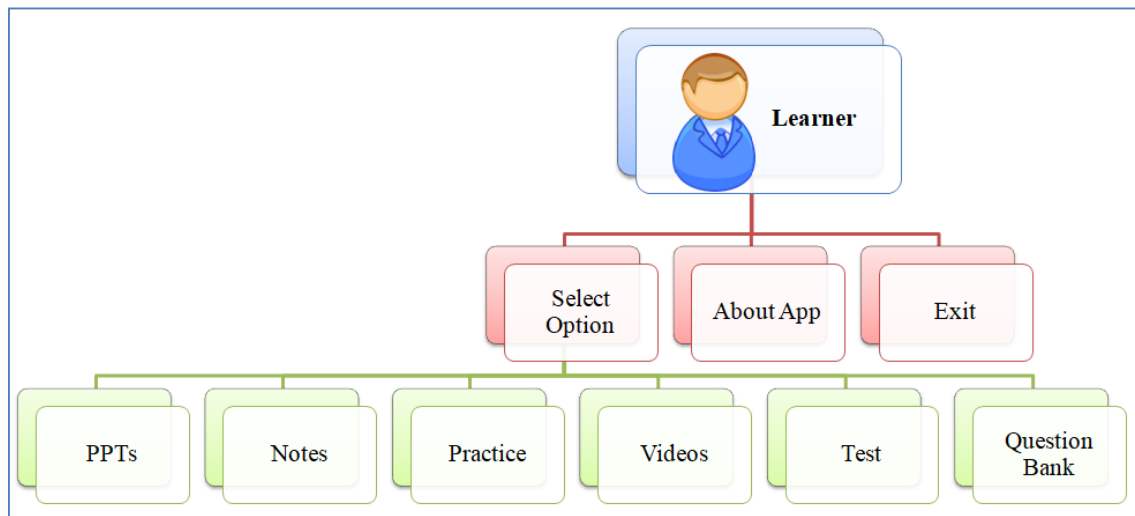 Learner
Select
Option
About App
Exit
PPTs
Notes
Practice
Videos
Test
Question
Bank